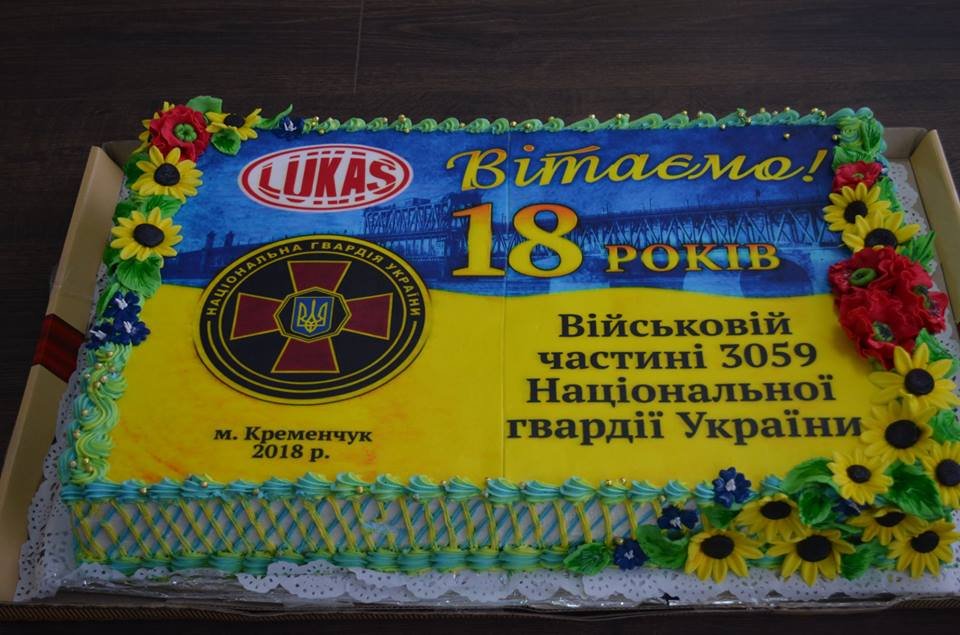 LUKAS
Вітаємо!
18 РОКІВ
НАЦІОНАЛЬНА ГВАРДІЯ УКРАЇНИ
Військовій
частині 3059
Національної
гвардії України
м. Кременчук
2018 р.